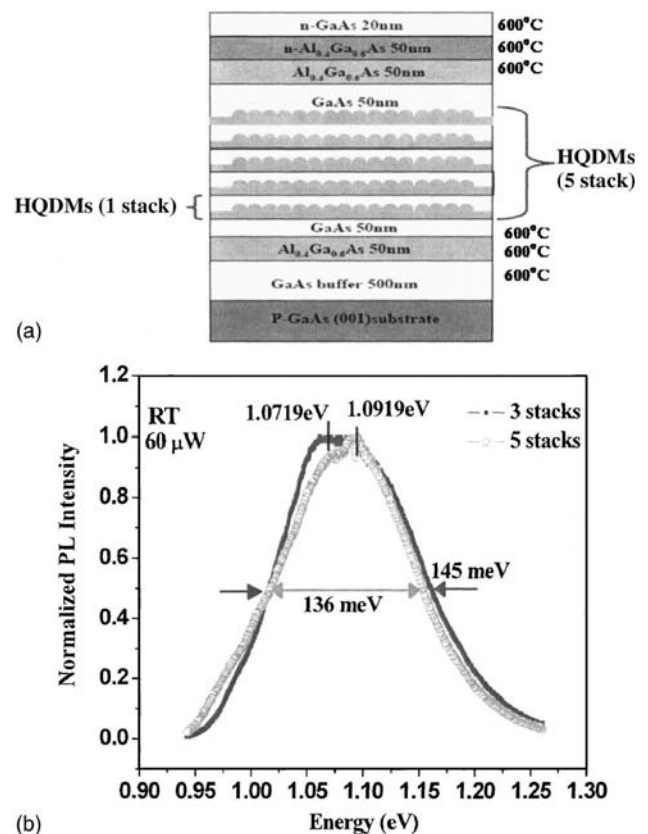 n-GaAs 20nm
600°C
n-Al0.4Ga0.6As 50nm
600°C
Al0.4Ga0.6As 50nm
600°C
GaAs 50nm
HQDMs
(5 stack)
HQDMs (1 stack)
GaAs 50nm
600°C
Al0.4Ga0.6As 50nm
600°C
GaAs buffer 500nm
600°C
P-GaAs (001)substrate
(a)
1.2
1.0
0.8
0.6
0.4
0.2
0.0
Normalized PL Intensity
RT
60 μW
1.0719eV
1.0919eV
3 stacks
5 stacks
145 meV
136 meV
0.90 0.95 1.00 1.05 1.10 1.15 1.20 1.25 1.30
Energy (eV)
(b)